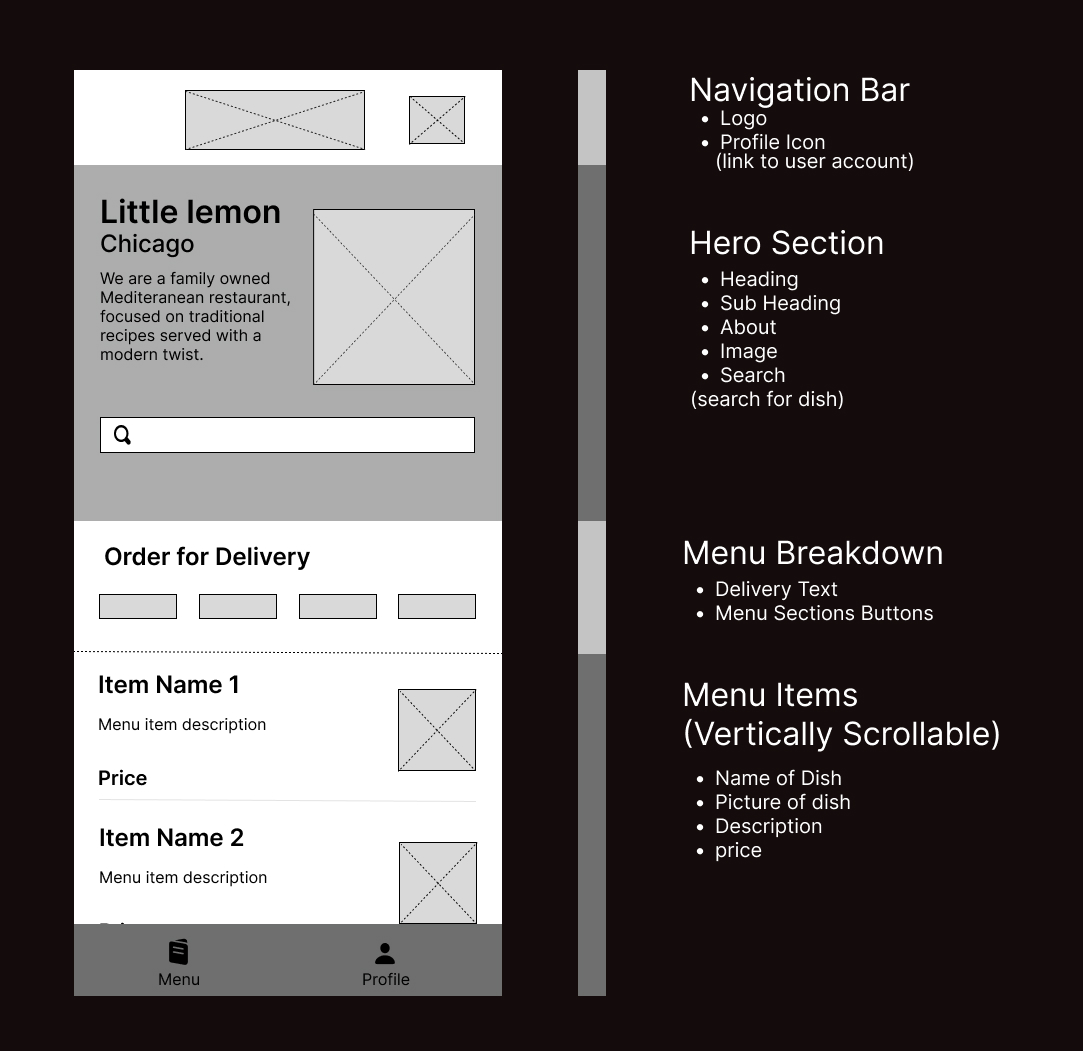 Little lemon
Chicago
We are a family owned
Mediteranean restaurant,
focused on traditional
recipes served with a
modern twist.
Order for Delivery
Item Name 1
Menu item description
Price
Item Name 2
Menu item description
Menu
Profile
Navigation Bar
• Logo
• Profile Icon
(link to user account)
Hero Section
• Heading
• Sub Heading
• About
• Image
• Search
(search for dish)
Menu Breakdown
• Delivery Text
• Menu Sections Buttons
Menu Items
(Vertically Scrollable)
• Name of Dish
• Picture of dish
• Description
• price